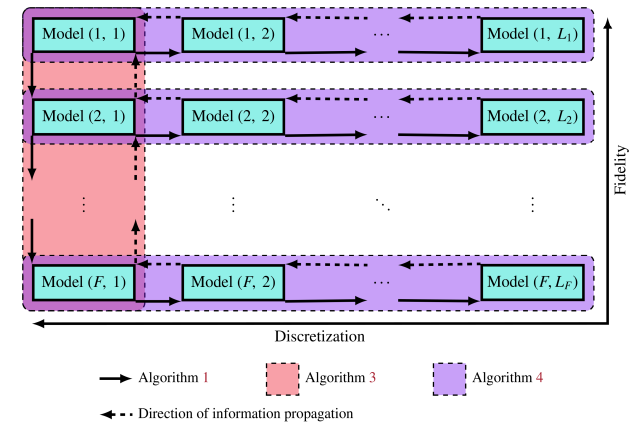 Model (1, 1) Model (1, 2) ... Model (1, L₁)
Model (2, 1) Model (2, 2) ... Model (2, L₂)
⋮ ⋮ ⋱ ⋮
Model (F, 1) Model (F, 2) ... Model (F, L_F)
Fidelity
Discretization
Algorithm 1 Algorithm 3 Algorithm 4
Direction of information propagation